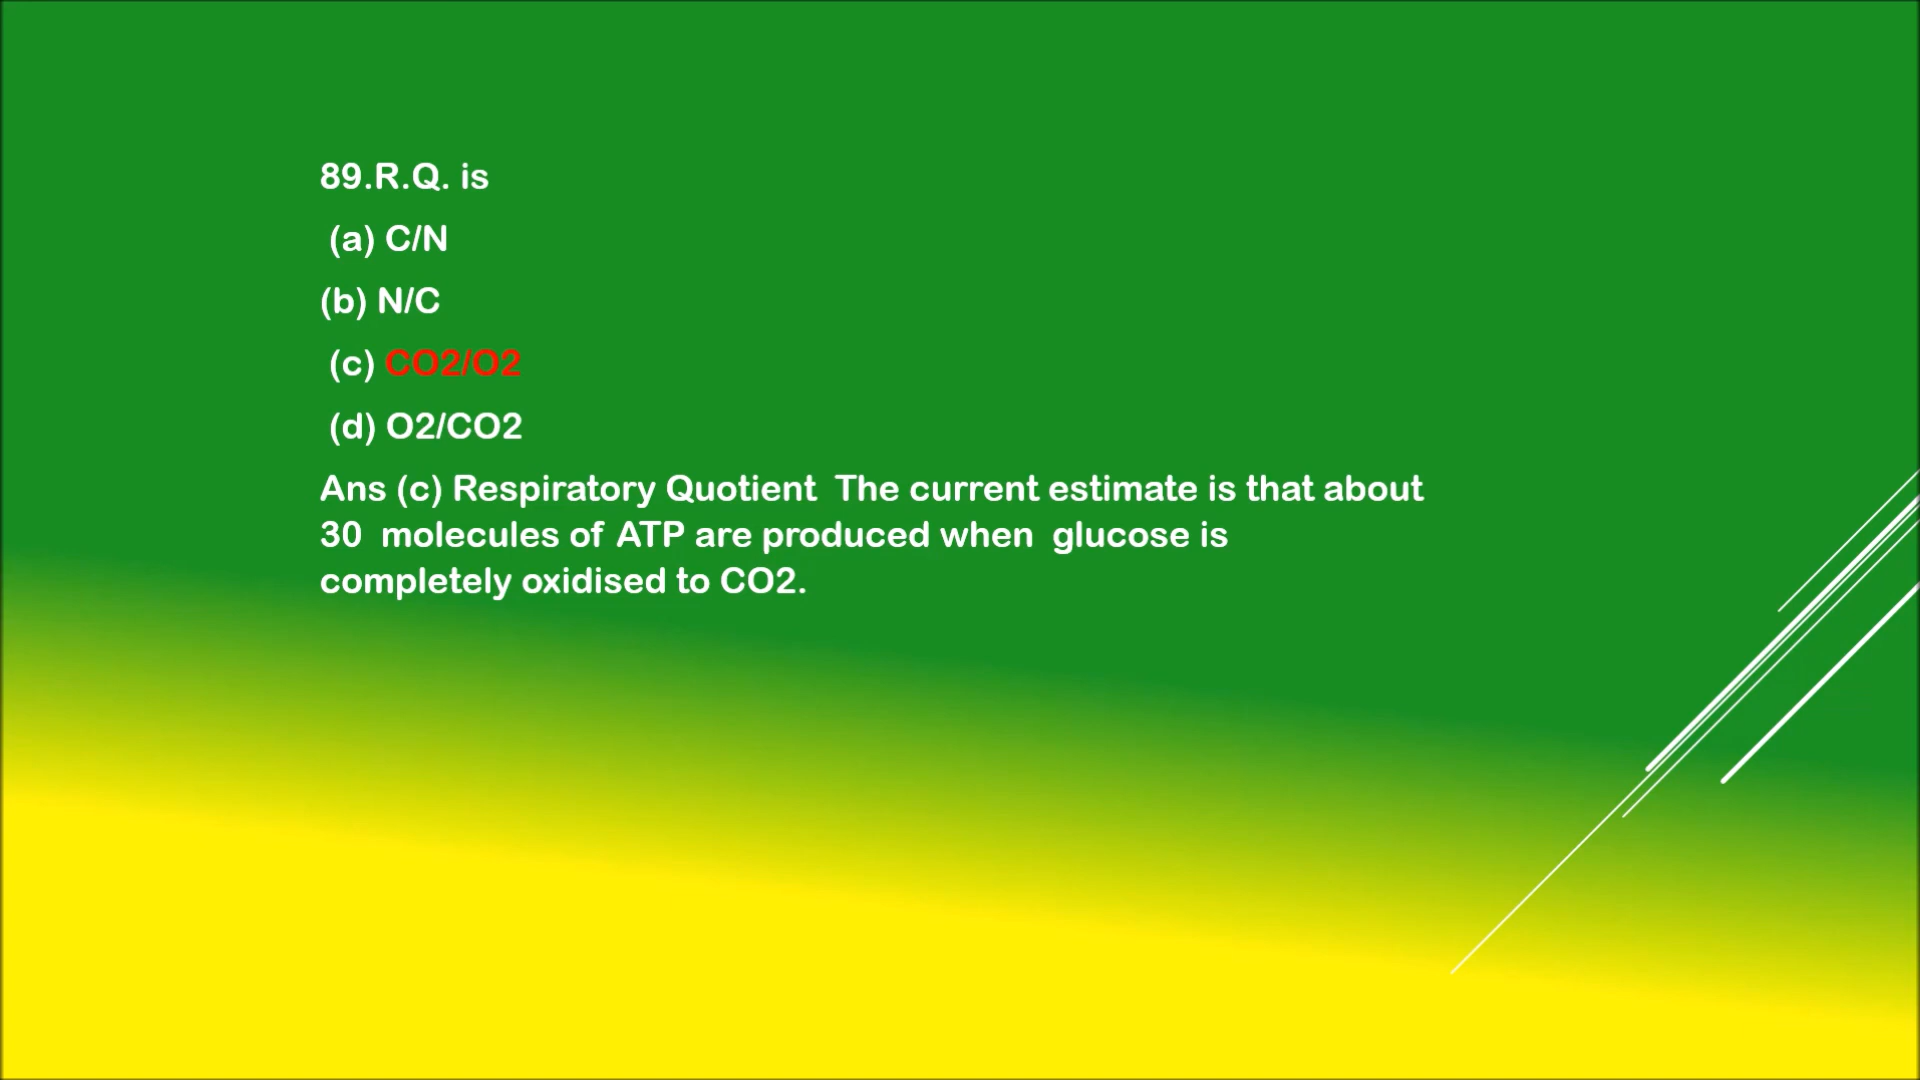 89.R.Q. is
(a) C/N
(b) N/C
(c) CO2/O2
(d) O2/CO2
Ans (c) Respiratory Quotient  The current estimate is that about
30  molecules of ATP are produced when  glucose is
completely oxidised to CO2.